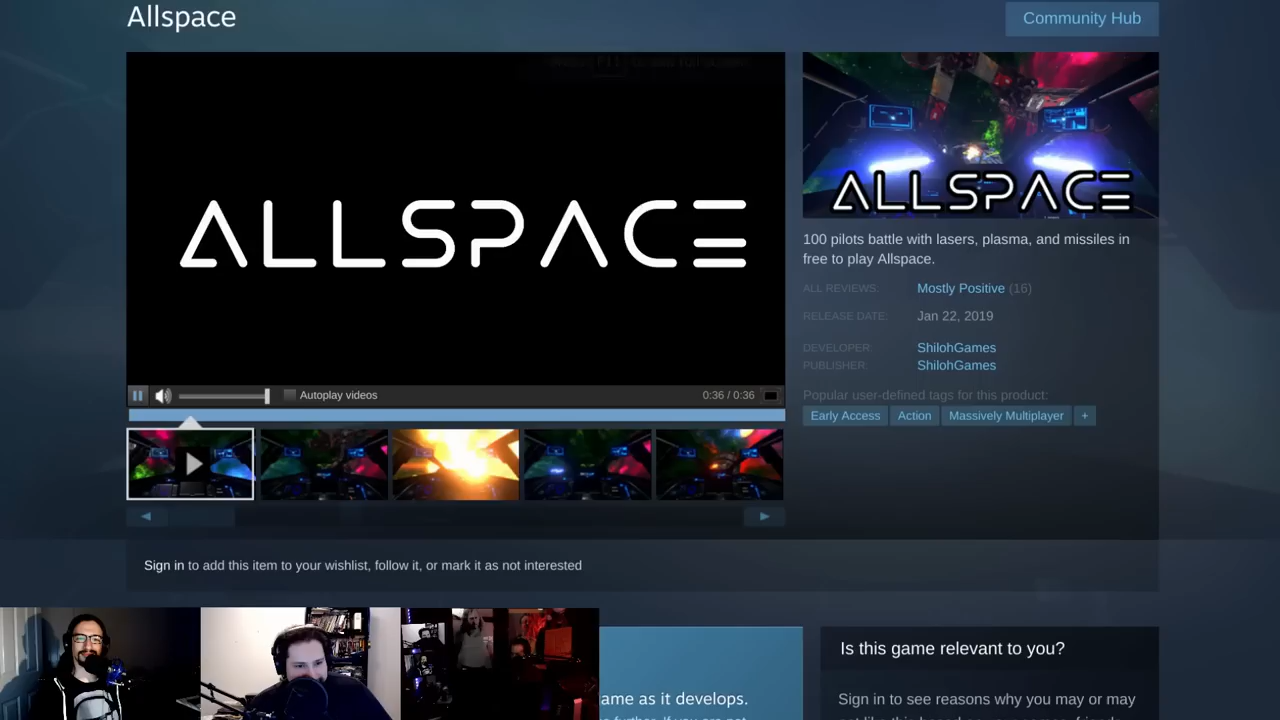 Allspace
Community Hub
ALLSPACE
ALLSPACE
100 pilots battle with lasers, plasma, and missiles in
free to play Allspace.
ALL REVIEWS: Mostly Positive (16)
RELEASE DATE: Jan 22, 2019
DEVELOPER: ShilohGames
PUBLISHER: ShilohGames
Popular user-defined tags for this product:
Early Access Action Massively Multiplayer +
Autoplay videos 0:36 / 0:36
Sign in to add this item to your wishlist, follow it, or mark it as not interested
ame as it develops.
Is this game relevant to you?
Sign in to see reasons why you may or may